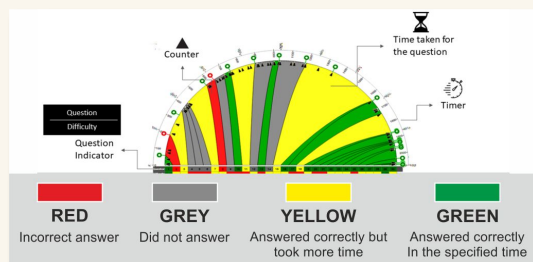 Counter
Time taken for
the question
Timer
Question
Difficulty
Question
Indicator
RED
Incorrect answer
GREY
Did not answer
YELLOW
Answered correctly but
took more time
GREEN
Answered correctly
In the specified time